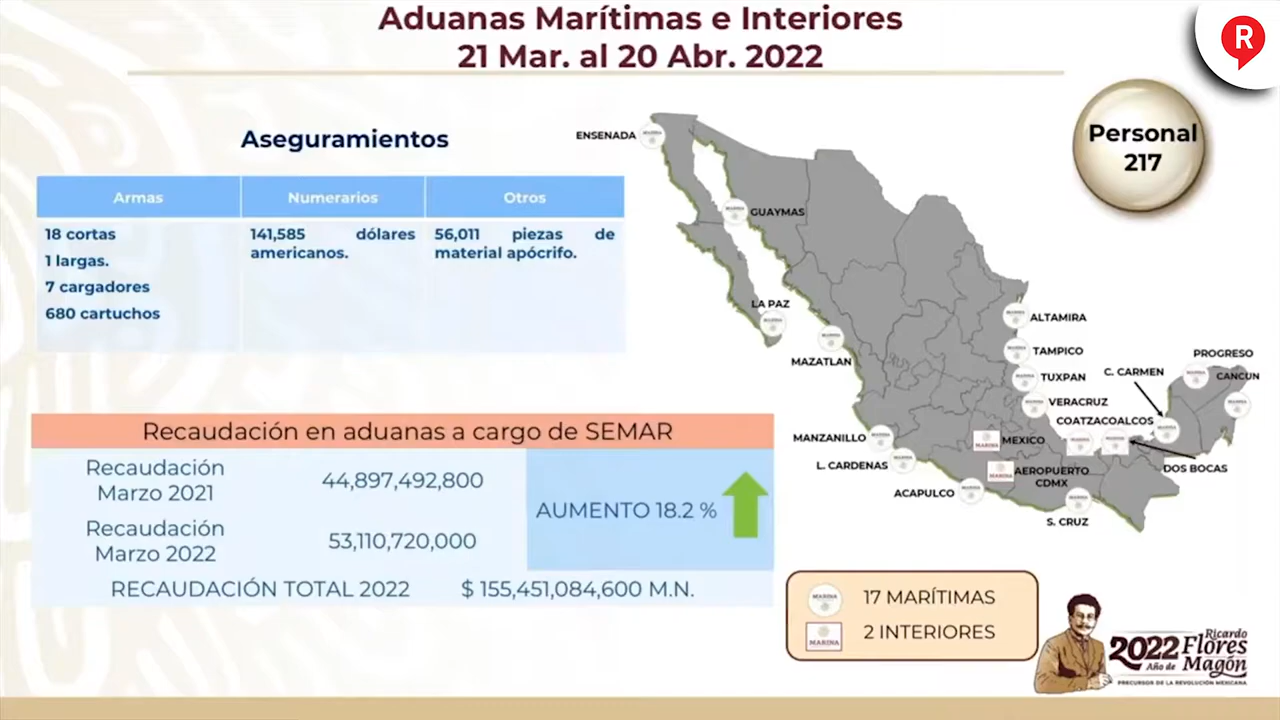 Aduanas Marítimas e Interiores
21 Mar. al 20 Abr. 2022
R
Personal
217
Aseguramientos
Armas
Numerarios
Otros
18 cortas
1 largas.
7 cargadores
680 cartuchos
141,585 dólares
americanos.
56,011 piezas de
material apócrifo.
ENSENADA
GUAYMAS
LA PAZ
MAZATLAN
ALTAMIRA
TAMPICO
TUXPAN
VERACRUZ
C. CARMEN
PROGRESO
CANCUN
COATZACOALCOS
MANZANILLO
L. CARDENAS
MEXICO
AEROPUERTO
CDMX
DOS BOCAS
ACAPULCO
S. CRUZ
Recaudación en aduanas a cargo de SEMAR
Recaudación
Marzo 2021
44,897,492,800
AUMENTO 18.2 %
Recaudación
Marzo 2022
53,110,720,000
RECAUDACIÓN TOTAL 2022 $ 155,451,084,600 M.N.
MARINA
17 MARÍTIMAS
MARINA
2 INTERIORES
2022
Año de
Ricardo
Flores
Magón
PRECURSOR DE LA REVOLUCIÓN MEXICANA